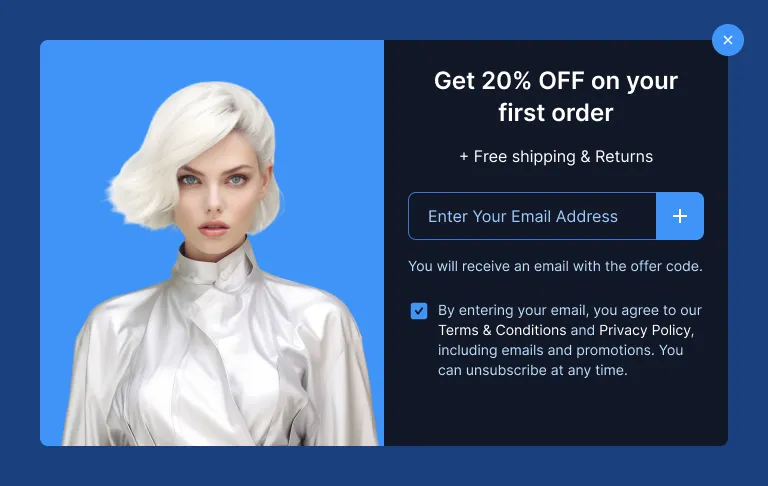 Get 20% OFF on your
first order
+ Free shipping & Returns
Enter Your Email Address
You will receive an email with the offer code.
By entering your email, you agree to our
Terms & Conditions and Privacy Policy,
including emails and promotions. You
can unsubscribe at any time.